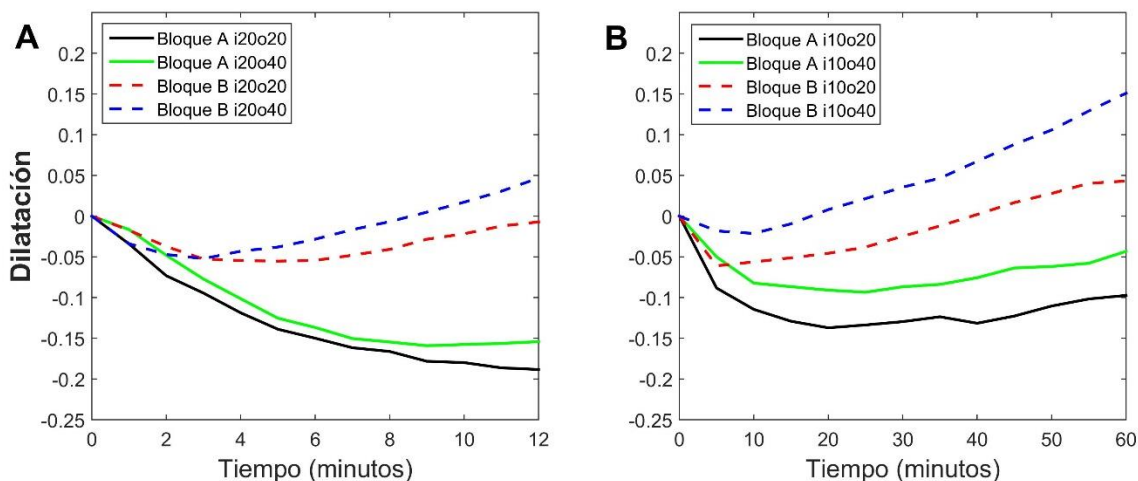 A
Bloque A i20o20
Bloque A i20o40
Bloque B i20o20
Bloque B i20o40
Dilatacíón
0.2
0.15
0.1
0.05
0
-0.05
-0.1
-0.15
-0.2
-0.25
0 2 4 6 8 10 12
Tiempo (minutos)
B
Bloque A i10o20
Bloque A i10o40
Bloque B i10o20
Bloque B i10o40
0.2
0.15
0.1
0.05
0
-0.05
-0.1
-0.15
-0.2
-0.25
0 10 20 30 40 50 60
Tiempo (minutos)